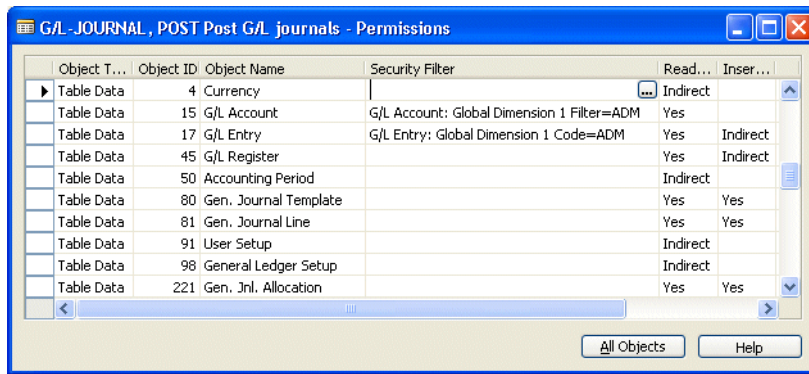 G/L-JOURNAL, POST Post G/L journals - Permissions
Object T... Object ID Object Name Security Filter Read... Inser...
Table Data 4 Currency ... Indirect
Table Data 15 G/L Account G/L Account: Global Dimension 1 Filter=ADM Yes
Table Data 17 G/L Entry G/L Entry: Global Dimension 1 Code=ADM Yes Indirect
Table Data 45 G/L Register Yes Indirect
Table Data 50 Accounting Period Indirect
Table Data 80 Gen. Journal Template Yes Yes
Table Data 81 Gen. Journal Line Yes Yes
Table Data 91 User Setup Indirect
Table Data 98 General Ledger Setup Indirect
Table Data 221 Gen. Jnl. Allocation Yes Yes
All Objects Help